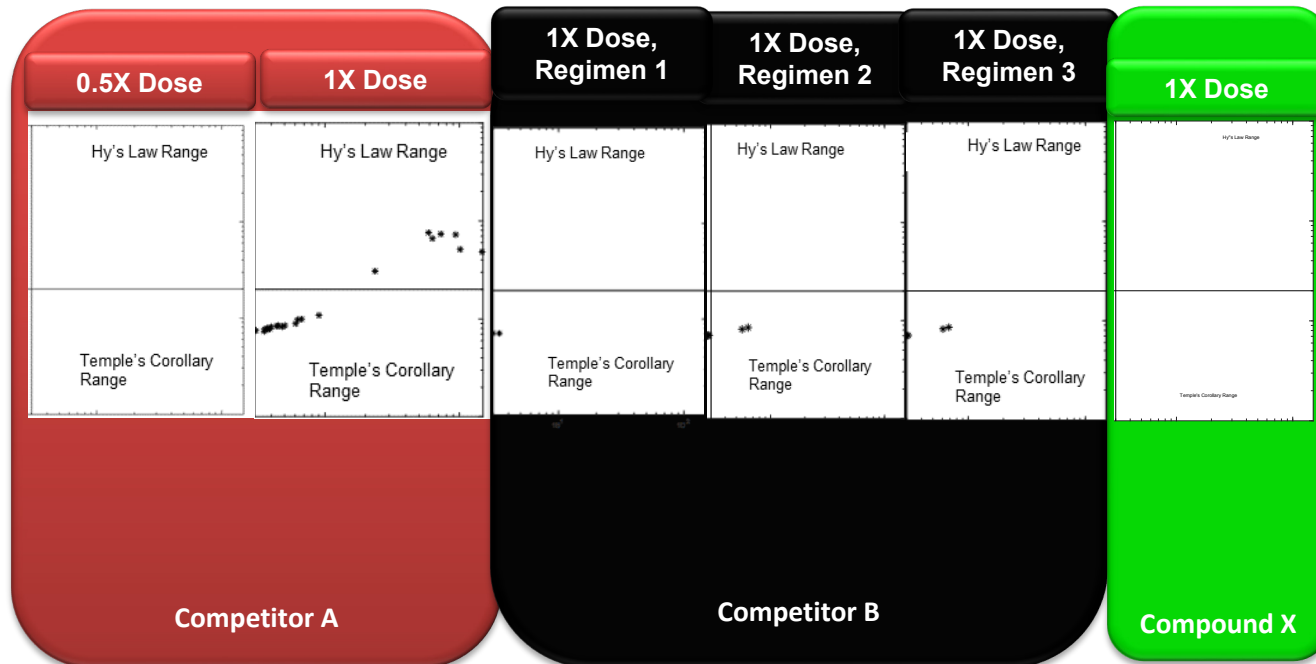 0.5X Dose
1X Dose
1X Dose,
Regimen 1
1X Dose,
Regimen 2
1X Dose,
Regimen 3
1X Dose
Hy's Law Range
Hy's Law Range
Hy's Law Range
Hy's Law Range
Hy's Law Range
Hy's Law Range
Temple's Corollary
Range
Temple's Corollary
Range
Temple's Corollary
Range
Temple's Corollary
Range
Temple's Corollary
Range
Temple's Corollary Range
Competitor A
Competitor B
Compound X